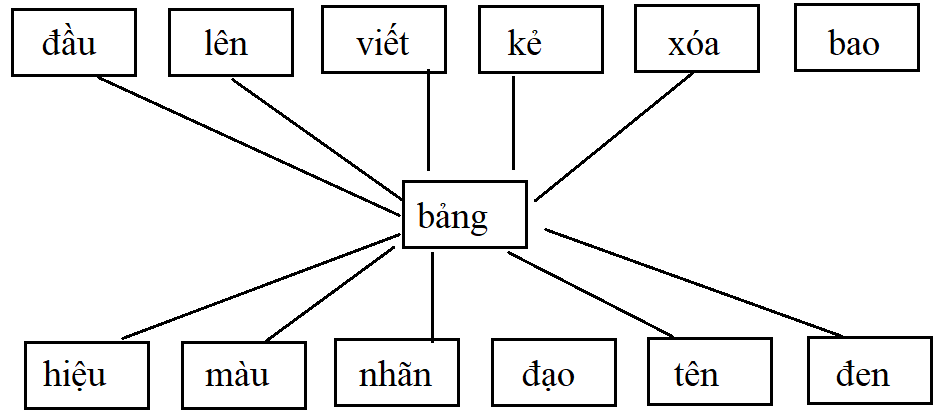 đầu lên viết kẻ xóa bao
bảng
hiệu màu nhãn đạo tên đen